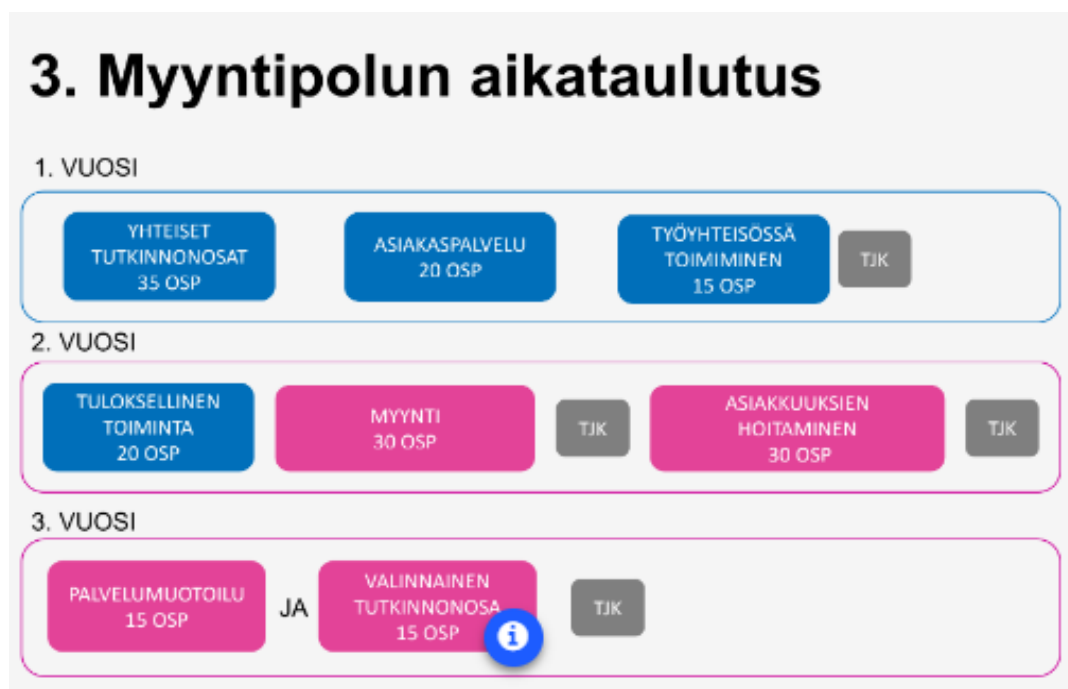 3. Myyntipolun aikataulutus
1. VUOSI
YHTEISET
TUTKINNONOSAT
35 OSP
ASIAKASPALVELU
20 OSP
TYÖYHTEISÖSSÄ
TOIMIMINEN
15 OSP
TJK
2. VUOSI
TULOKSELLINEN
TOIMINTA
20 OSP
MYYNTI
30 OSP
TJK
ASIAKKUUKSIEN
HOITAMINEN
30 OSP
TJK
3. VUOSI
PALVELUMUOTOILU
15 OSP
JA
VALINNAINEN
TUTKINNONOSA
15 OSP
TJK